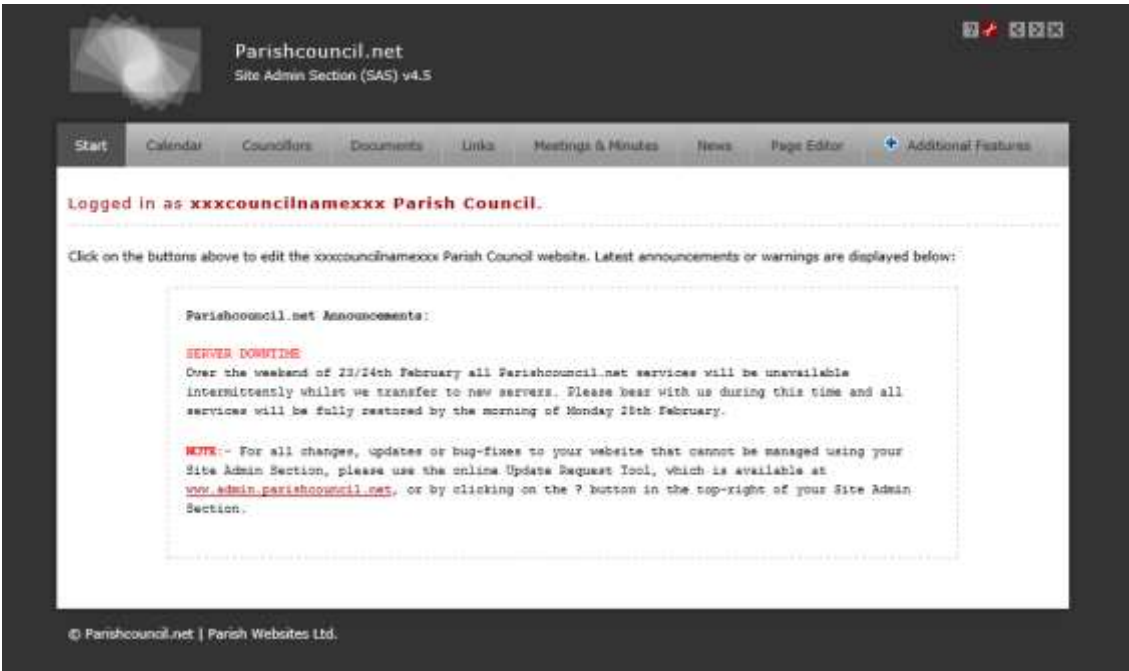 Parishcouncil.net
Site Admin Section (SAS) v4.5
?
Start Calendar Councillors Documents Links Meetings & Minutes News Page Editor Additional Features
Logged in as xxxcouncilnamexxx Parish Council.
Click on the buttons above to edit the xxxcouncilnamexxx Parish Council website. Latest announcements or warnings are displayed below:
Parishcouncil.net Announcements:
SERVER DOWNTIME
Over the weekend of 23/24th February all Parishcouncil.net services will be unavailable
intermittently whilst we transfer to new servers. Please bear with us during this time and all
services will be fully restored by the morning of Monday 25th February.
NOTE:- For all changes, updates or bug-fixes to your website that cannot be managed using your
Site Admin Section, please use the online Update Request Tool, which is available at
www.admin.parishcouncil.net, or by clicking on the ? button in the top-right of your Site Admin
Section.
© Parishcouncil.net | Parish Websites Ltd.